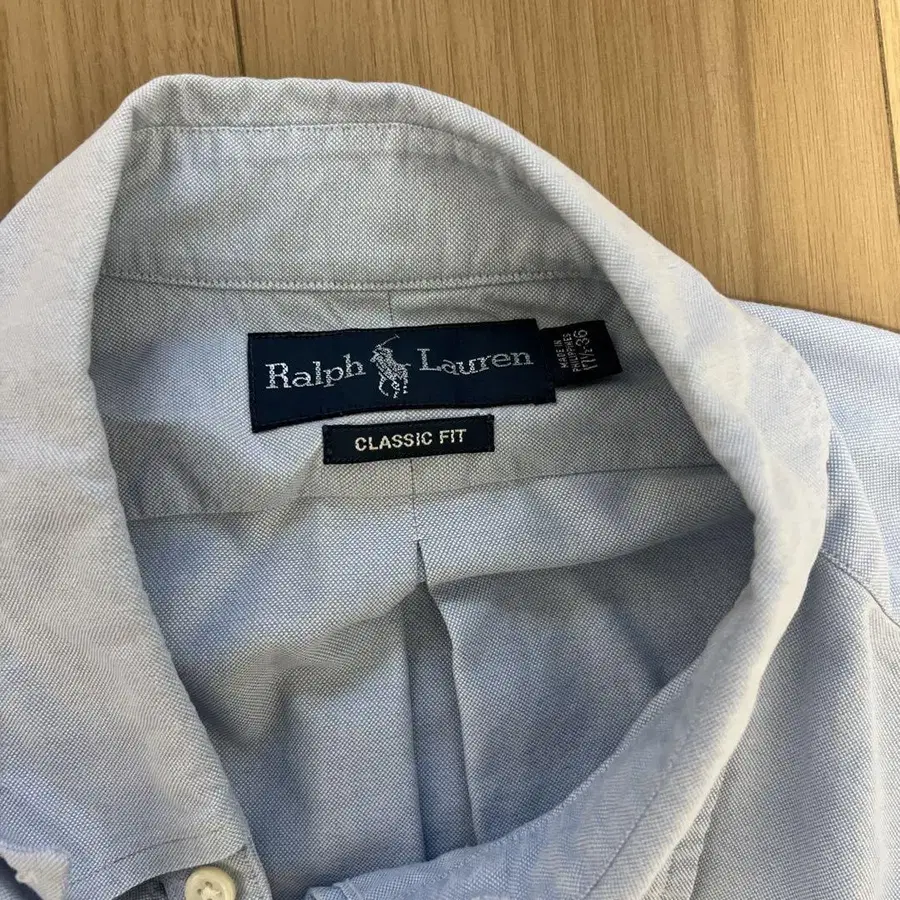 Ralph Lauren
MADE IN
PHILIPPINES
17½-36
CLASSIC FIT